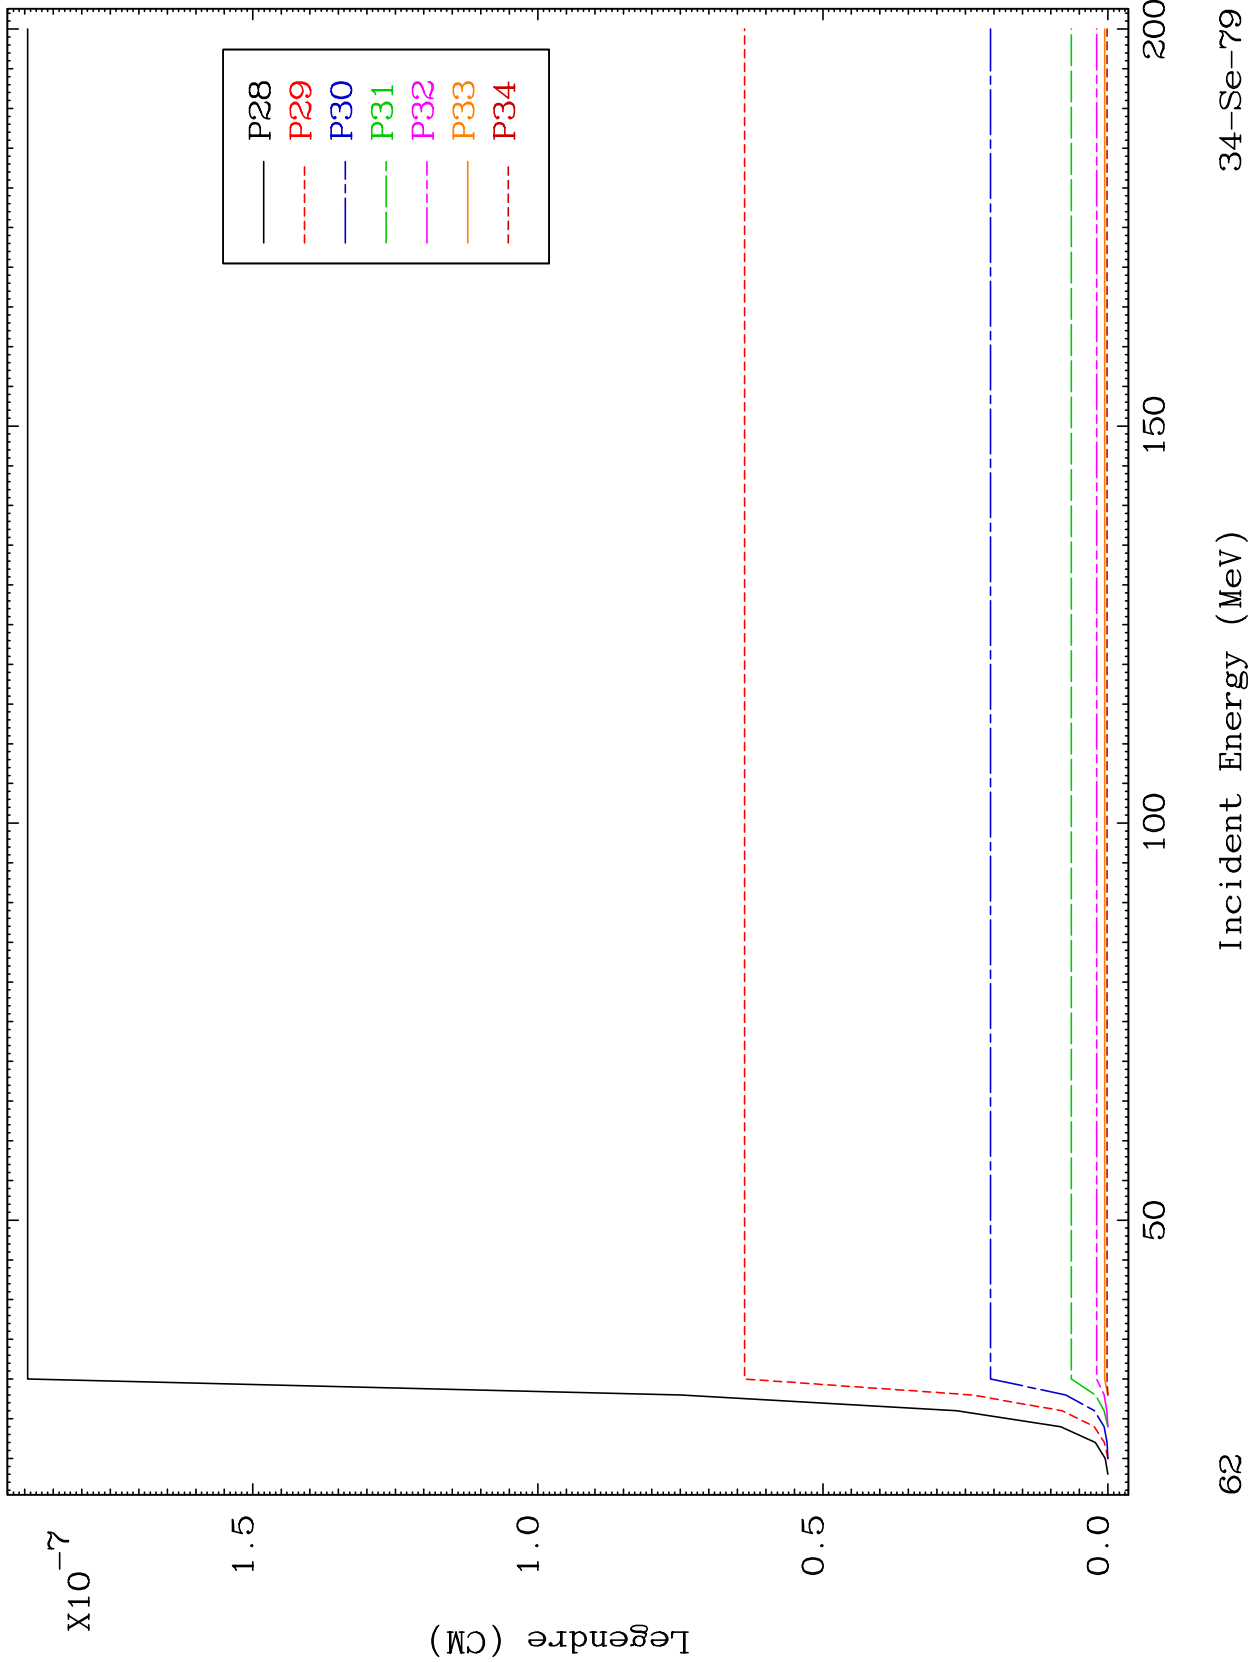 X10-7
Legendre (CM)
1.5
1.0
0.5
0.0
P28
P29
P30
P31
P32
P33
P34
50
100
150
200
Incident Energy (MeV)
62
34-Se-79